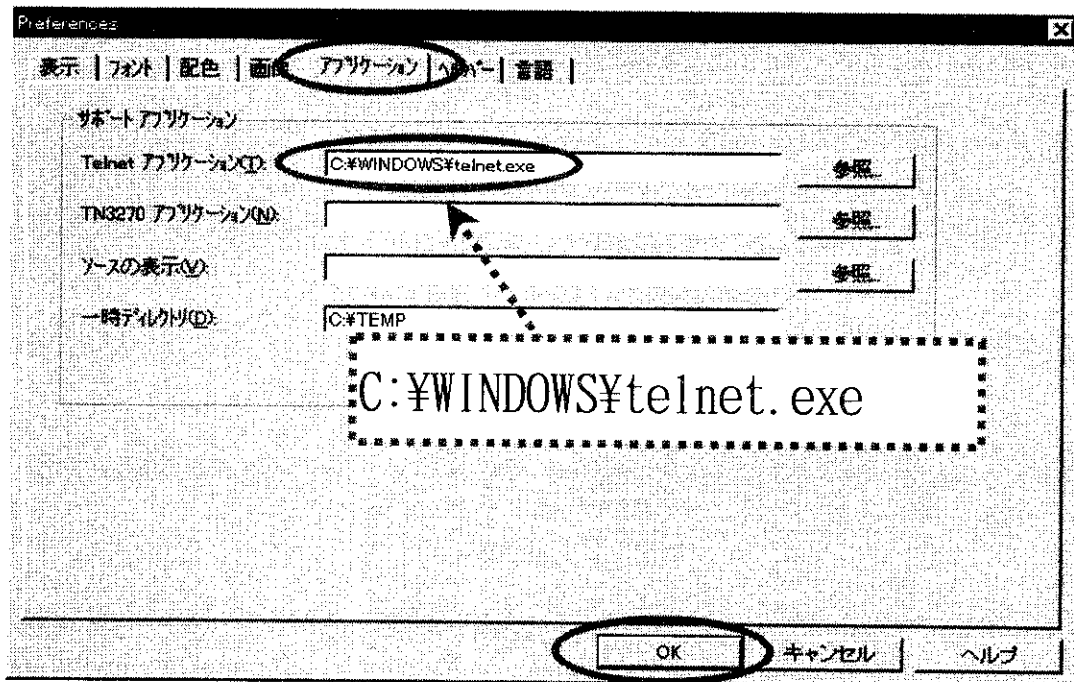 Preferences
表示 フォント 配色 画像 アプリケーション ヘルパー 言語
サポート アプリケーション
Telnet アプリケーション(T): C:¥WINDOWS¥telnet.exe 参照...
TN3270 アプリケーション(N): 参照...
ソースの表示(V): 参照...
一時ディレクトリ(D): C:¥TEMP
C:¥WINDOWS¥telnet.exe
OK キャンセル ヘルプ